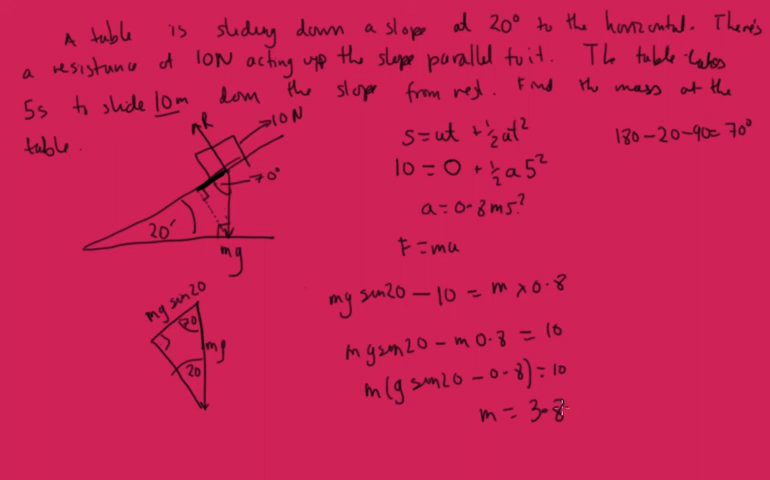 A table is sliding down a slope at 20° to the horizontal. There's
a resistance of 10N acting up the slope parallel to it. The table takes
5s to slide 10m down the slope from rest. Find the mass of the
table.
R
10N
70°
20°
mg
s=ut+½at²
10=0+½a5²
a=0.8ms⁻²
F=ma
180-20-90=70°
mg sin20
70
mg
20
mg sin20-10=m×0.8
mg sin20-m0.8=10
m(g sin20-0.8)=10
m=3.8